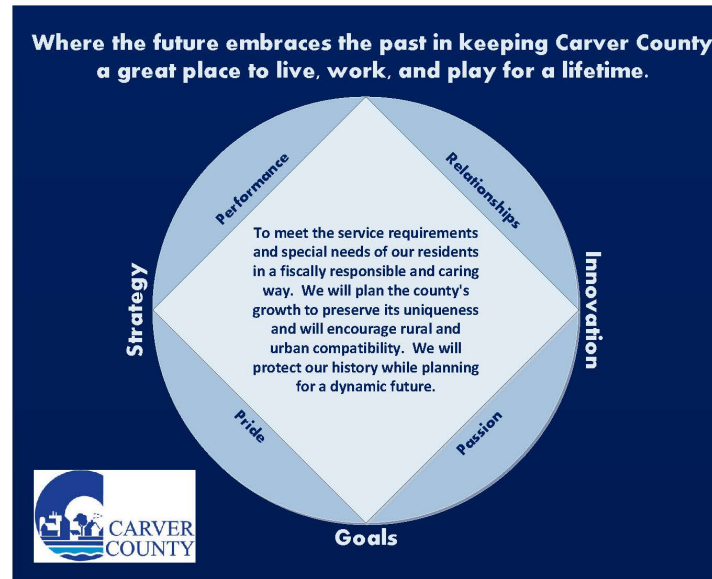 Where the future embraces the past in keeping Carver County
a great place to live, work, and play for a lifetime.
Performance
Relationships
To meet the service requirements
and special needs of our residents
in a fiscally responsible and caring
way.  We will plan the county's
growth to preserve its uniqueness
and will encourage rural and
urban compatibility.  We will
protect our history while planning
for a dynamic future.
Strategy
Innovation
Pride
Passion
Goals
CARVER
COUNTY